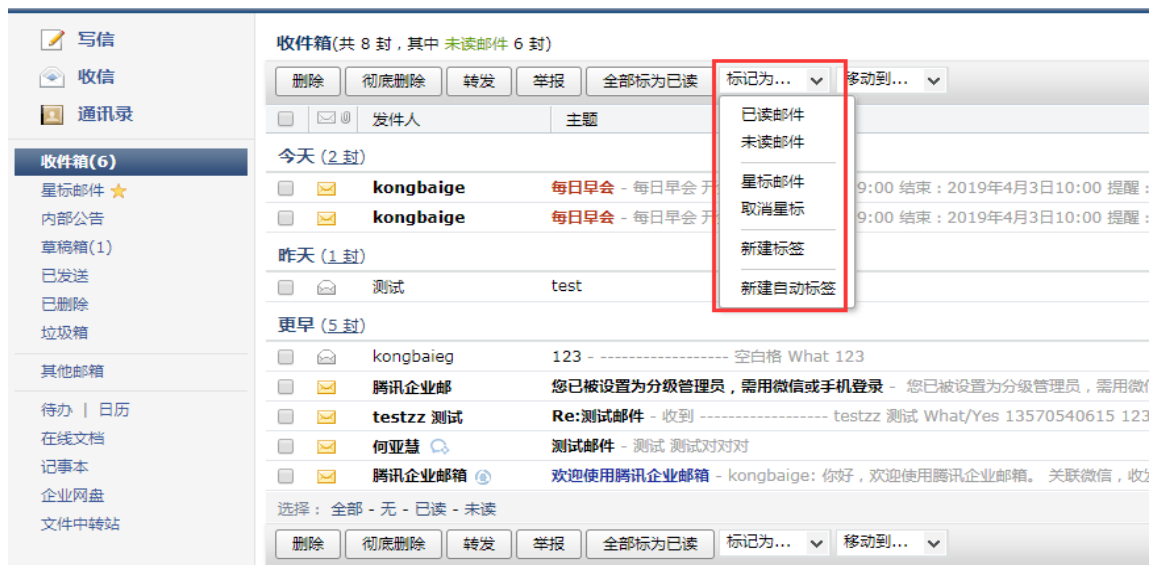 写信
收信
通讯录
收件箱(6)
星标邮件
内部公告
草稿箱(1)
已发送
已删除
垃圾箱
其他邮箱
待办 | 日历
在线文档
记事本
企业网盘
文件中转站
收件箱(共 8 封，其中 未读邮件 6 封)
删除 彻底删除 转发 举报 全部标为已读 标记为... 移动到...
发件人 主题
已读邮件
未读邮件
星标邮件
取消星标
新建标签
新建自动标签
今天 (2 封)
kongbaige 每日早会 - 每日早会 9:00 结束：2019年4月3日10:00 提醒：
kongbaige 每日早会 - 每日早会 9:00 结束：2019年4月3日10:00 提醒：
昨天 (1 封)
测试 test
更早 (5 封)
kongbaieg 123 - ------------------ 空白格 What 123
腾讯企业邮 您已被设置为分级管理员，需用微信或手机登录 - 您已被设置为分级管理员，需用微
testzz 测试 Re:测试邮件 - 收到 ------------------ testzz 测试 What/Yes 13570540615 123
何亚慧 测试邮件 - 测试 测试对对对
腾讯企业邮箱 欢迎使用腾讯企业邮箱 - kongbaige: 你好，欢迎使用腾讯企业邮箱。 关联微信，收
选择： 全部 - 无 - 已读 - 未读
删除 彻底删除 转发 举报 全部标为已读 标记为... 移动到...